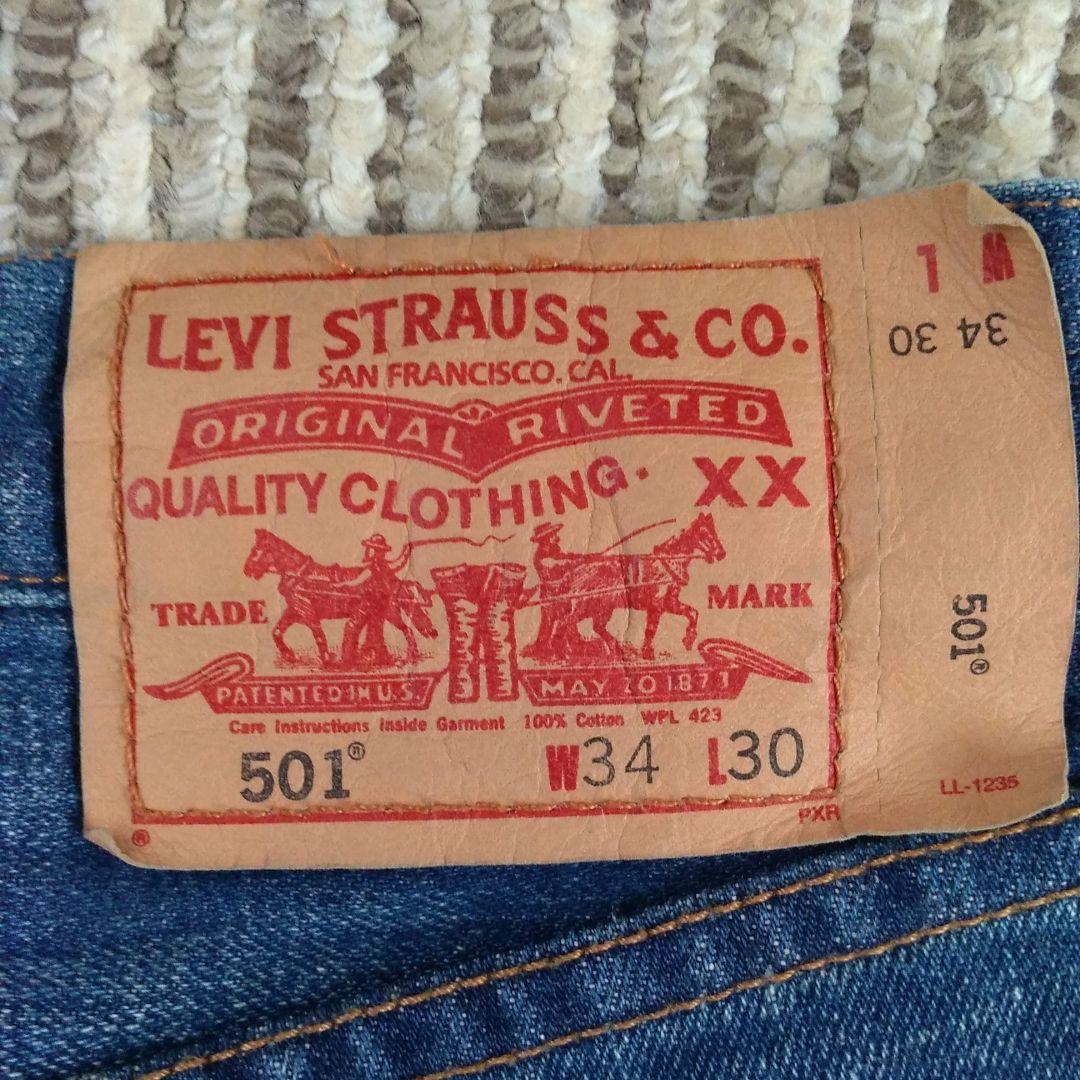 LEVI STRAUSS & CO.
SAN FRANCISCO, CAL.
ORIGINAL RIVETED
QUALITY CLOTHING. XX
TRADE MARK
PATENTED IN U.S. MAY 20 1873
Care Instructions Inside Garment 100% Cotton WPL 423
501® W34 L30
®
PXR
W L
34 30
501®
LL-1235